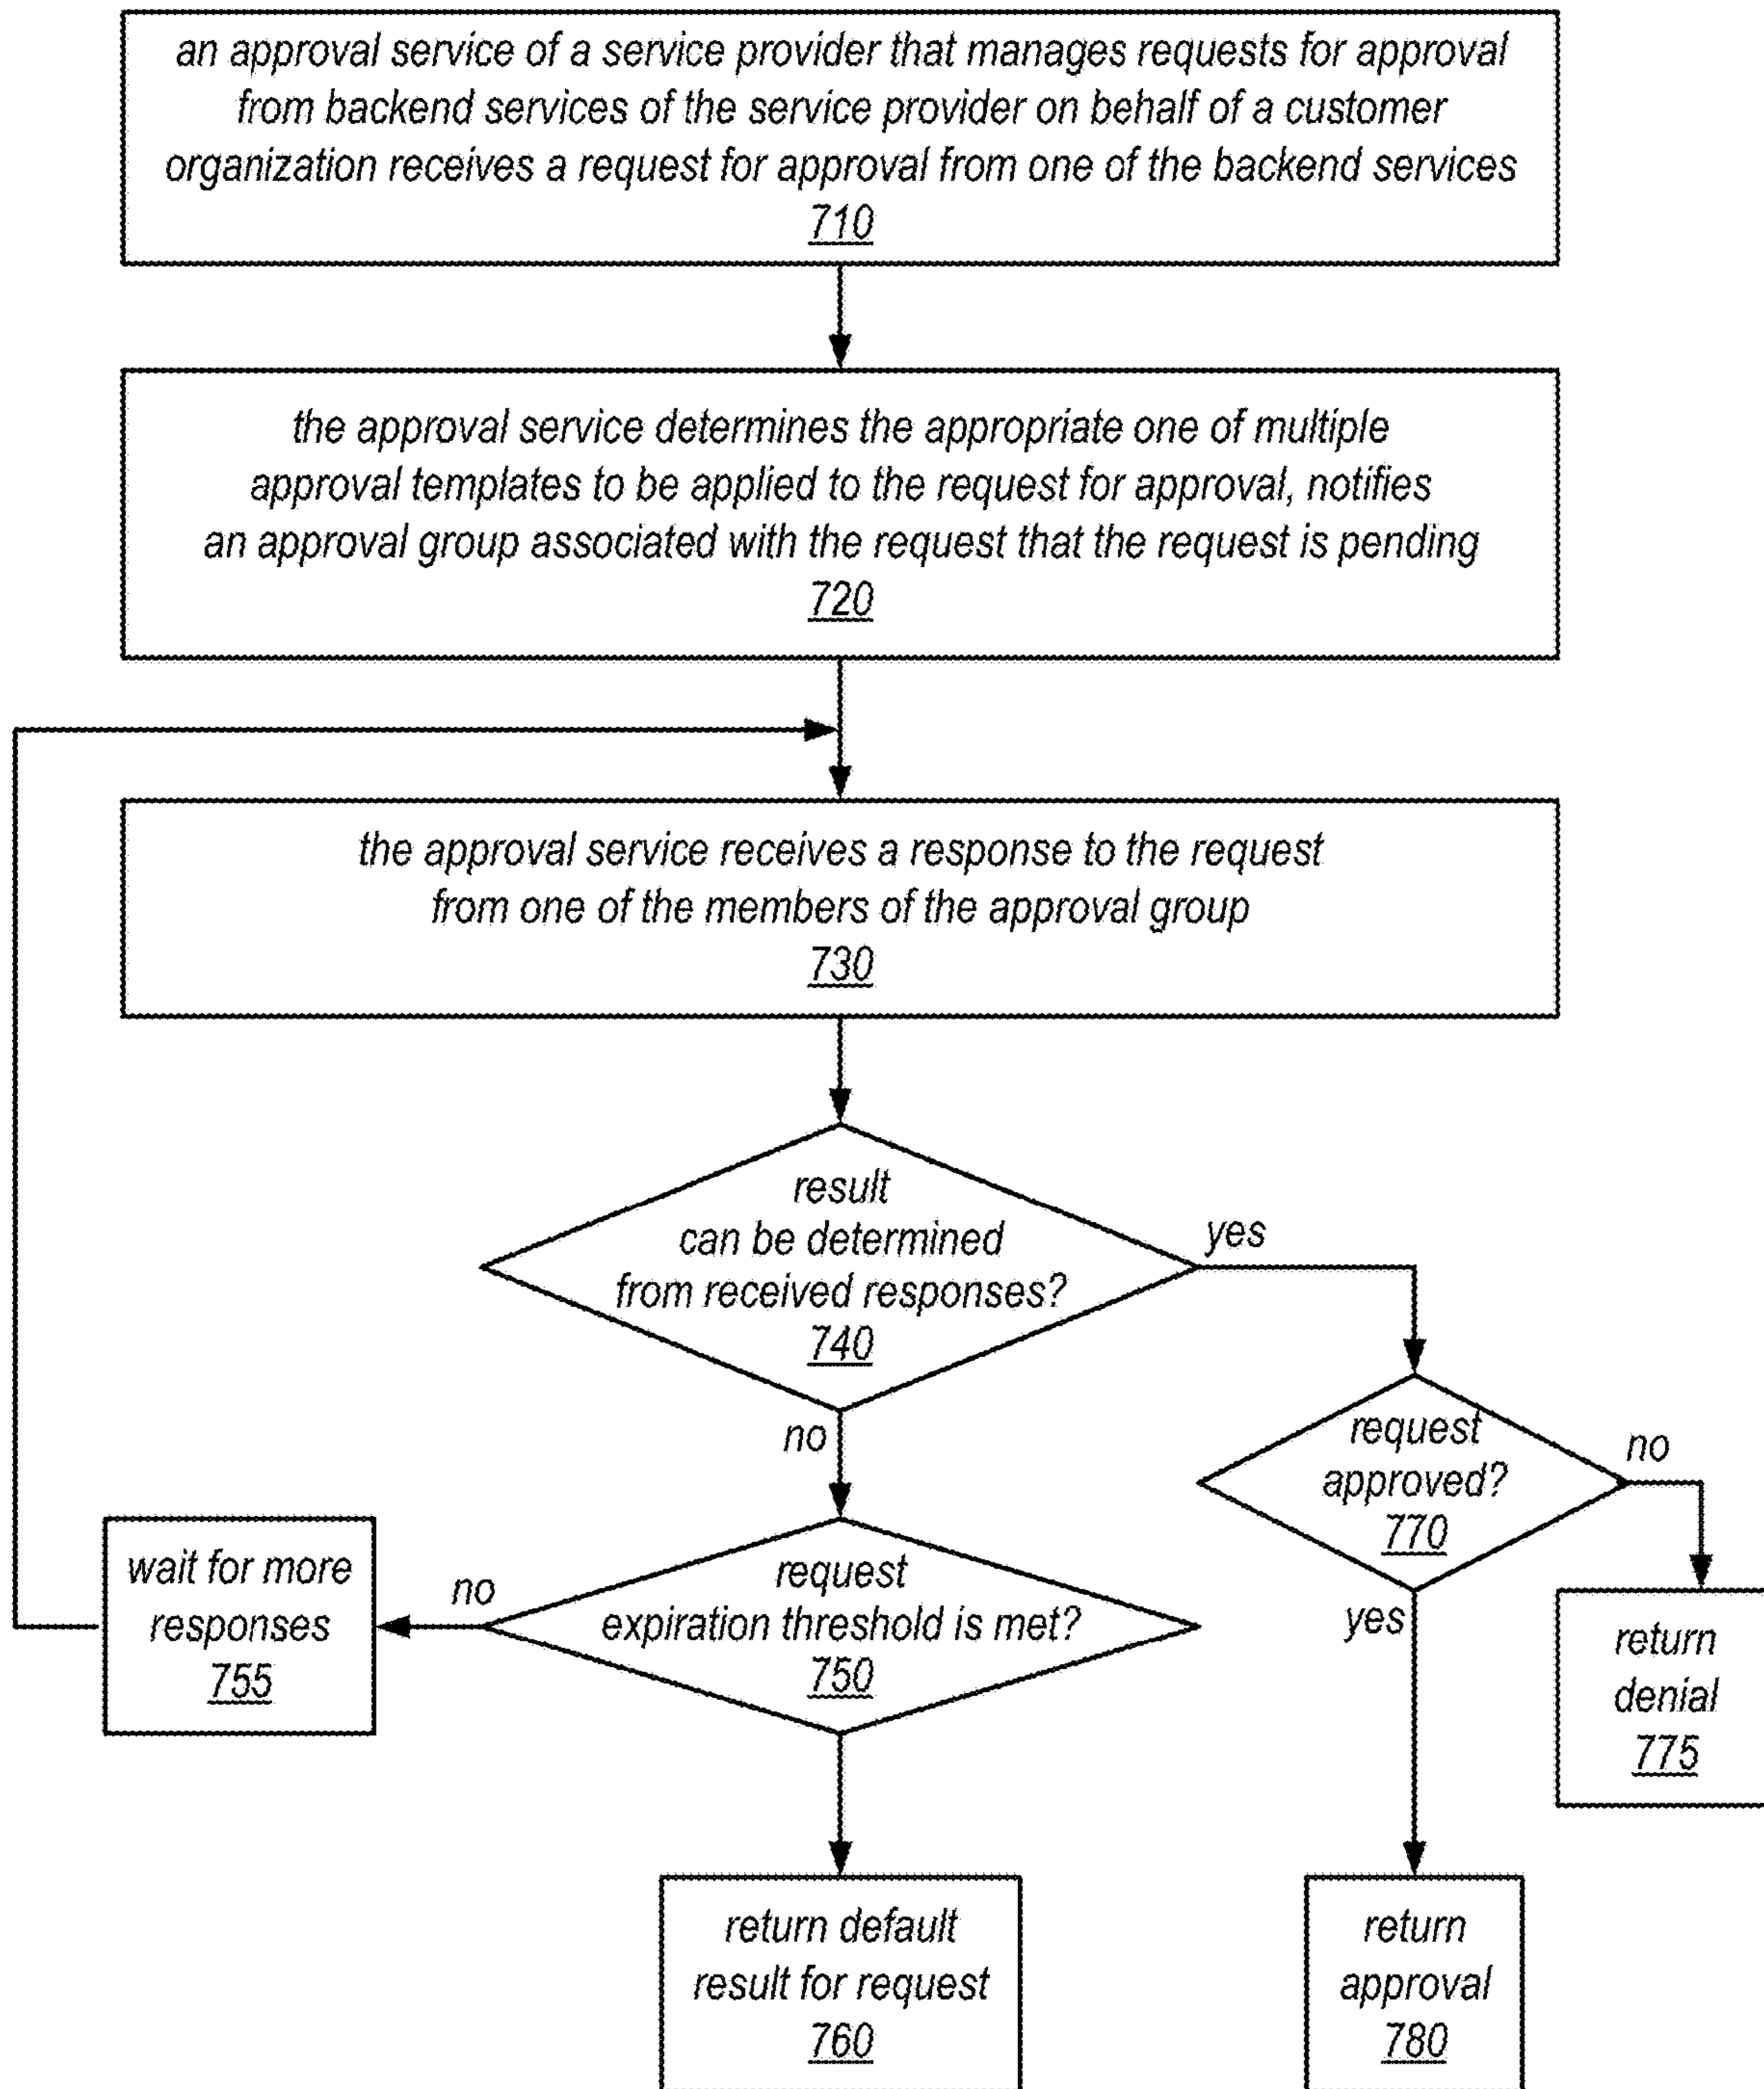 an approval service of a service provider that manages requests for approval
from backend services of the service provider on behalf of a customer
organization receives a request for approval from one of the backend services
710
the approval service determines the appropriate one of multiple
approval templates to be applied to the request for approval, notifies
an approval group associated with the request that the request is pending
720
the approval service receives a response to the request
from one of the members of the approval group
730
result
can be determined
from received responses?
740
yes
no
request
approved?
770
no
yes
request
expiration threshold is met?
750
no
wait for more
responses
755
return
denial
775
return default
result for request
760
return
approval
780